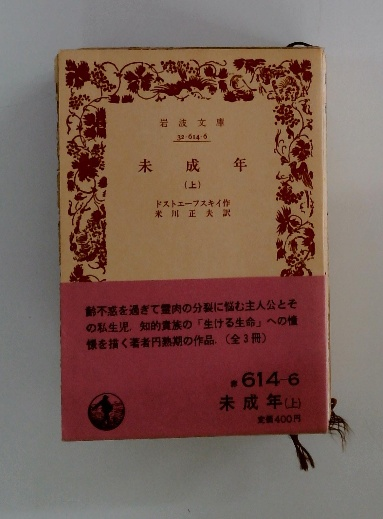 岩波文庫
32-614-6
未成年
(上)
ドストエーフスキイ作
米川正夫訳
齢不惑を過ぎて霊肉の分裂に悩む主人公とそ
の私生児．知的貴族の「生ける生命」への憧
憬を描く著者円熟期の作品．(全3冊)
赤 614-6
未成年(上)
定価400円